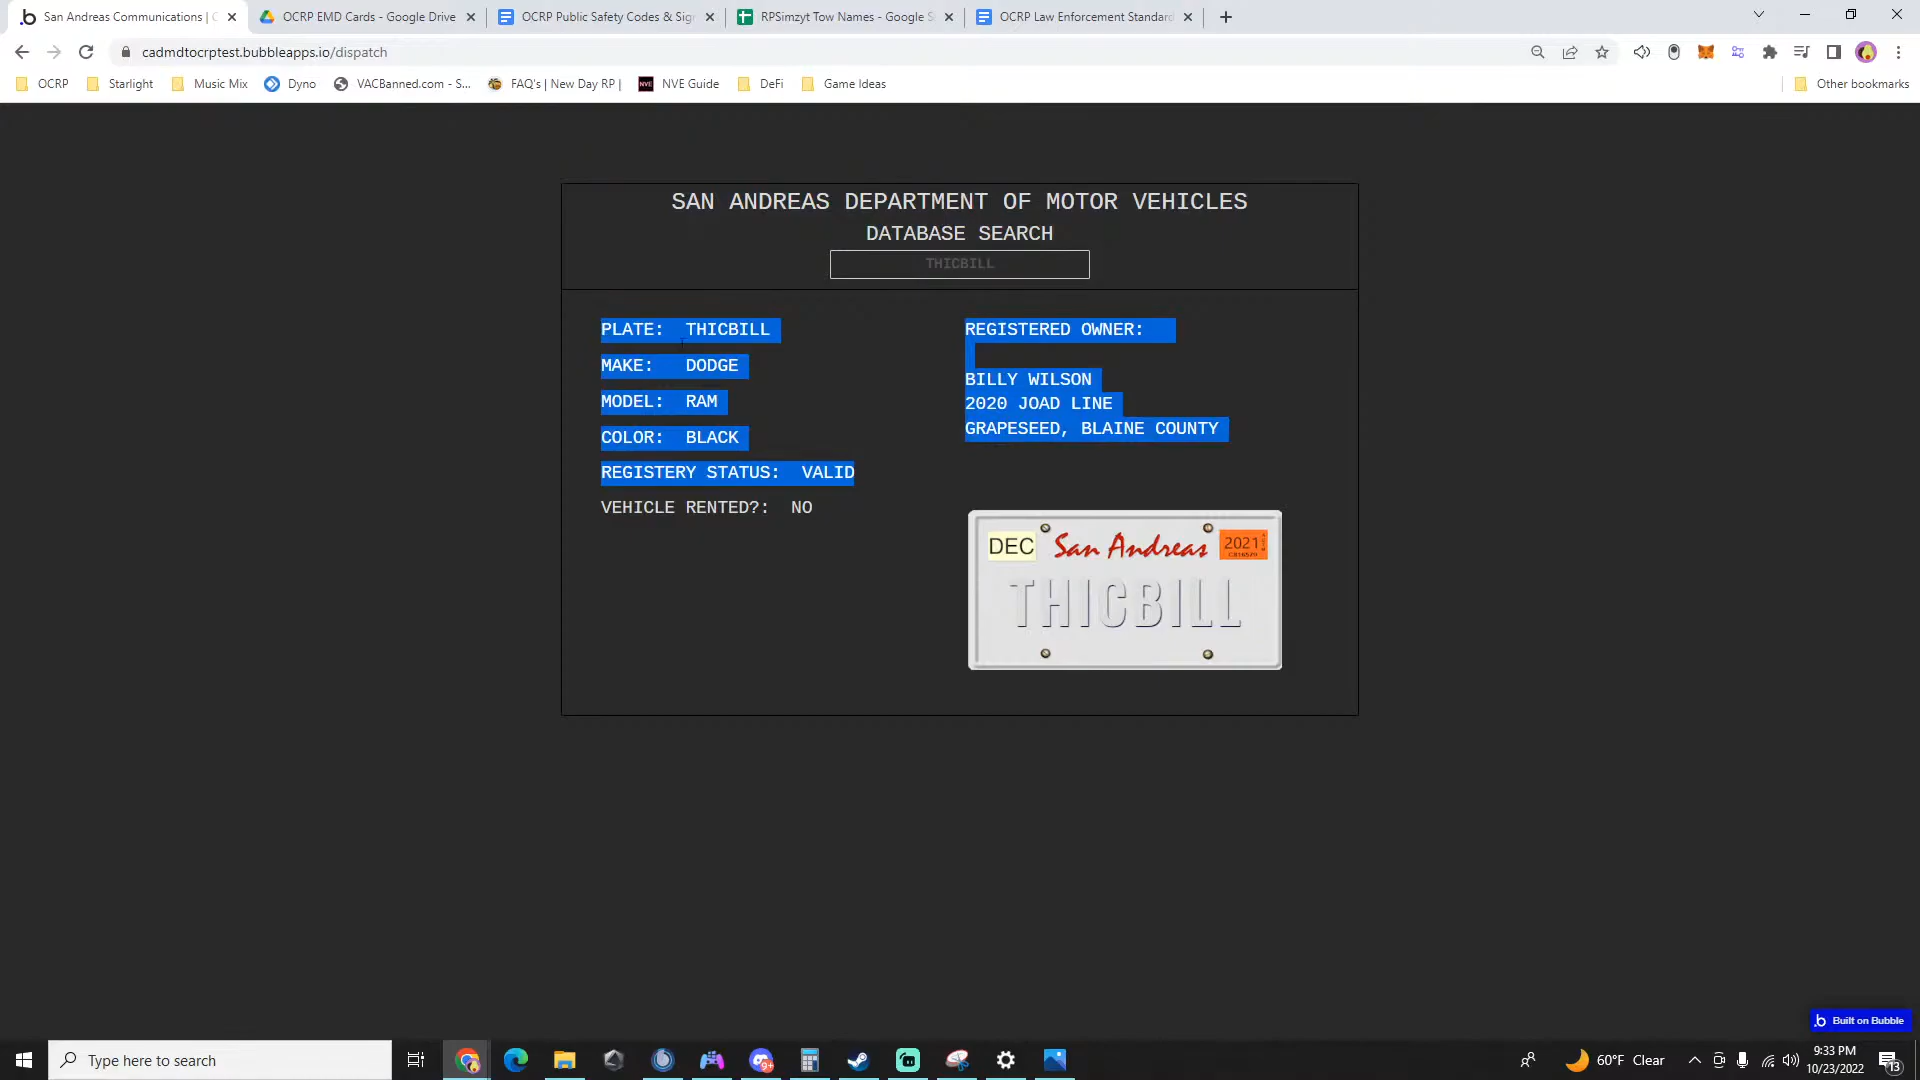 San Andreas Communications | C
OCRP EMD Cards - Google Drive
OCRP Public Safety Codes & Sig
RPSimzyt Tow Names - Google S
OCRP Law Enforcement Standard
cadmdtocrptest.bubbleapps.io/dispatch
OCRP
Starlight
Music Mix
Dyno
VACBanned.com - S...
FAQ's | New Day RP |
NVE
NVE Guide
DeFi
Game Ideas
Other bookmarks
SAN ANDREAS DEPARTMENT OF MOTOR VEHICLES
DATABASE SEARCH
THICBILL
PLATE: THICBILL
MAKE: DODGE
MODEL: RAM
COLOR: BLACK
REGISTERY STATUS: VALID
VEHICLE RENTED?: NO
REGISTERED OWNER:
BILLY WILSON
2020 JOAD LINE
GRAPESEED, BLAINE COUNTY
DEC San Andreas 2021
THICBILL
Built on Bubble
Type here to search
9+
60°F Clear
9:33 PM
10/23/2022
13